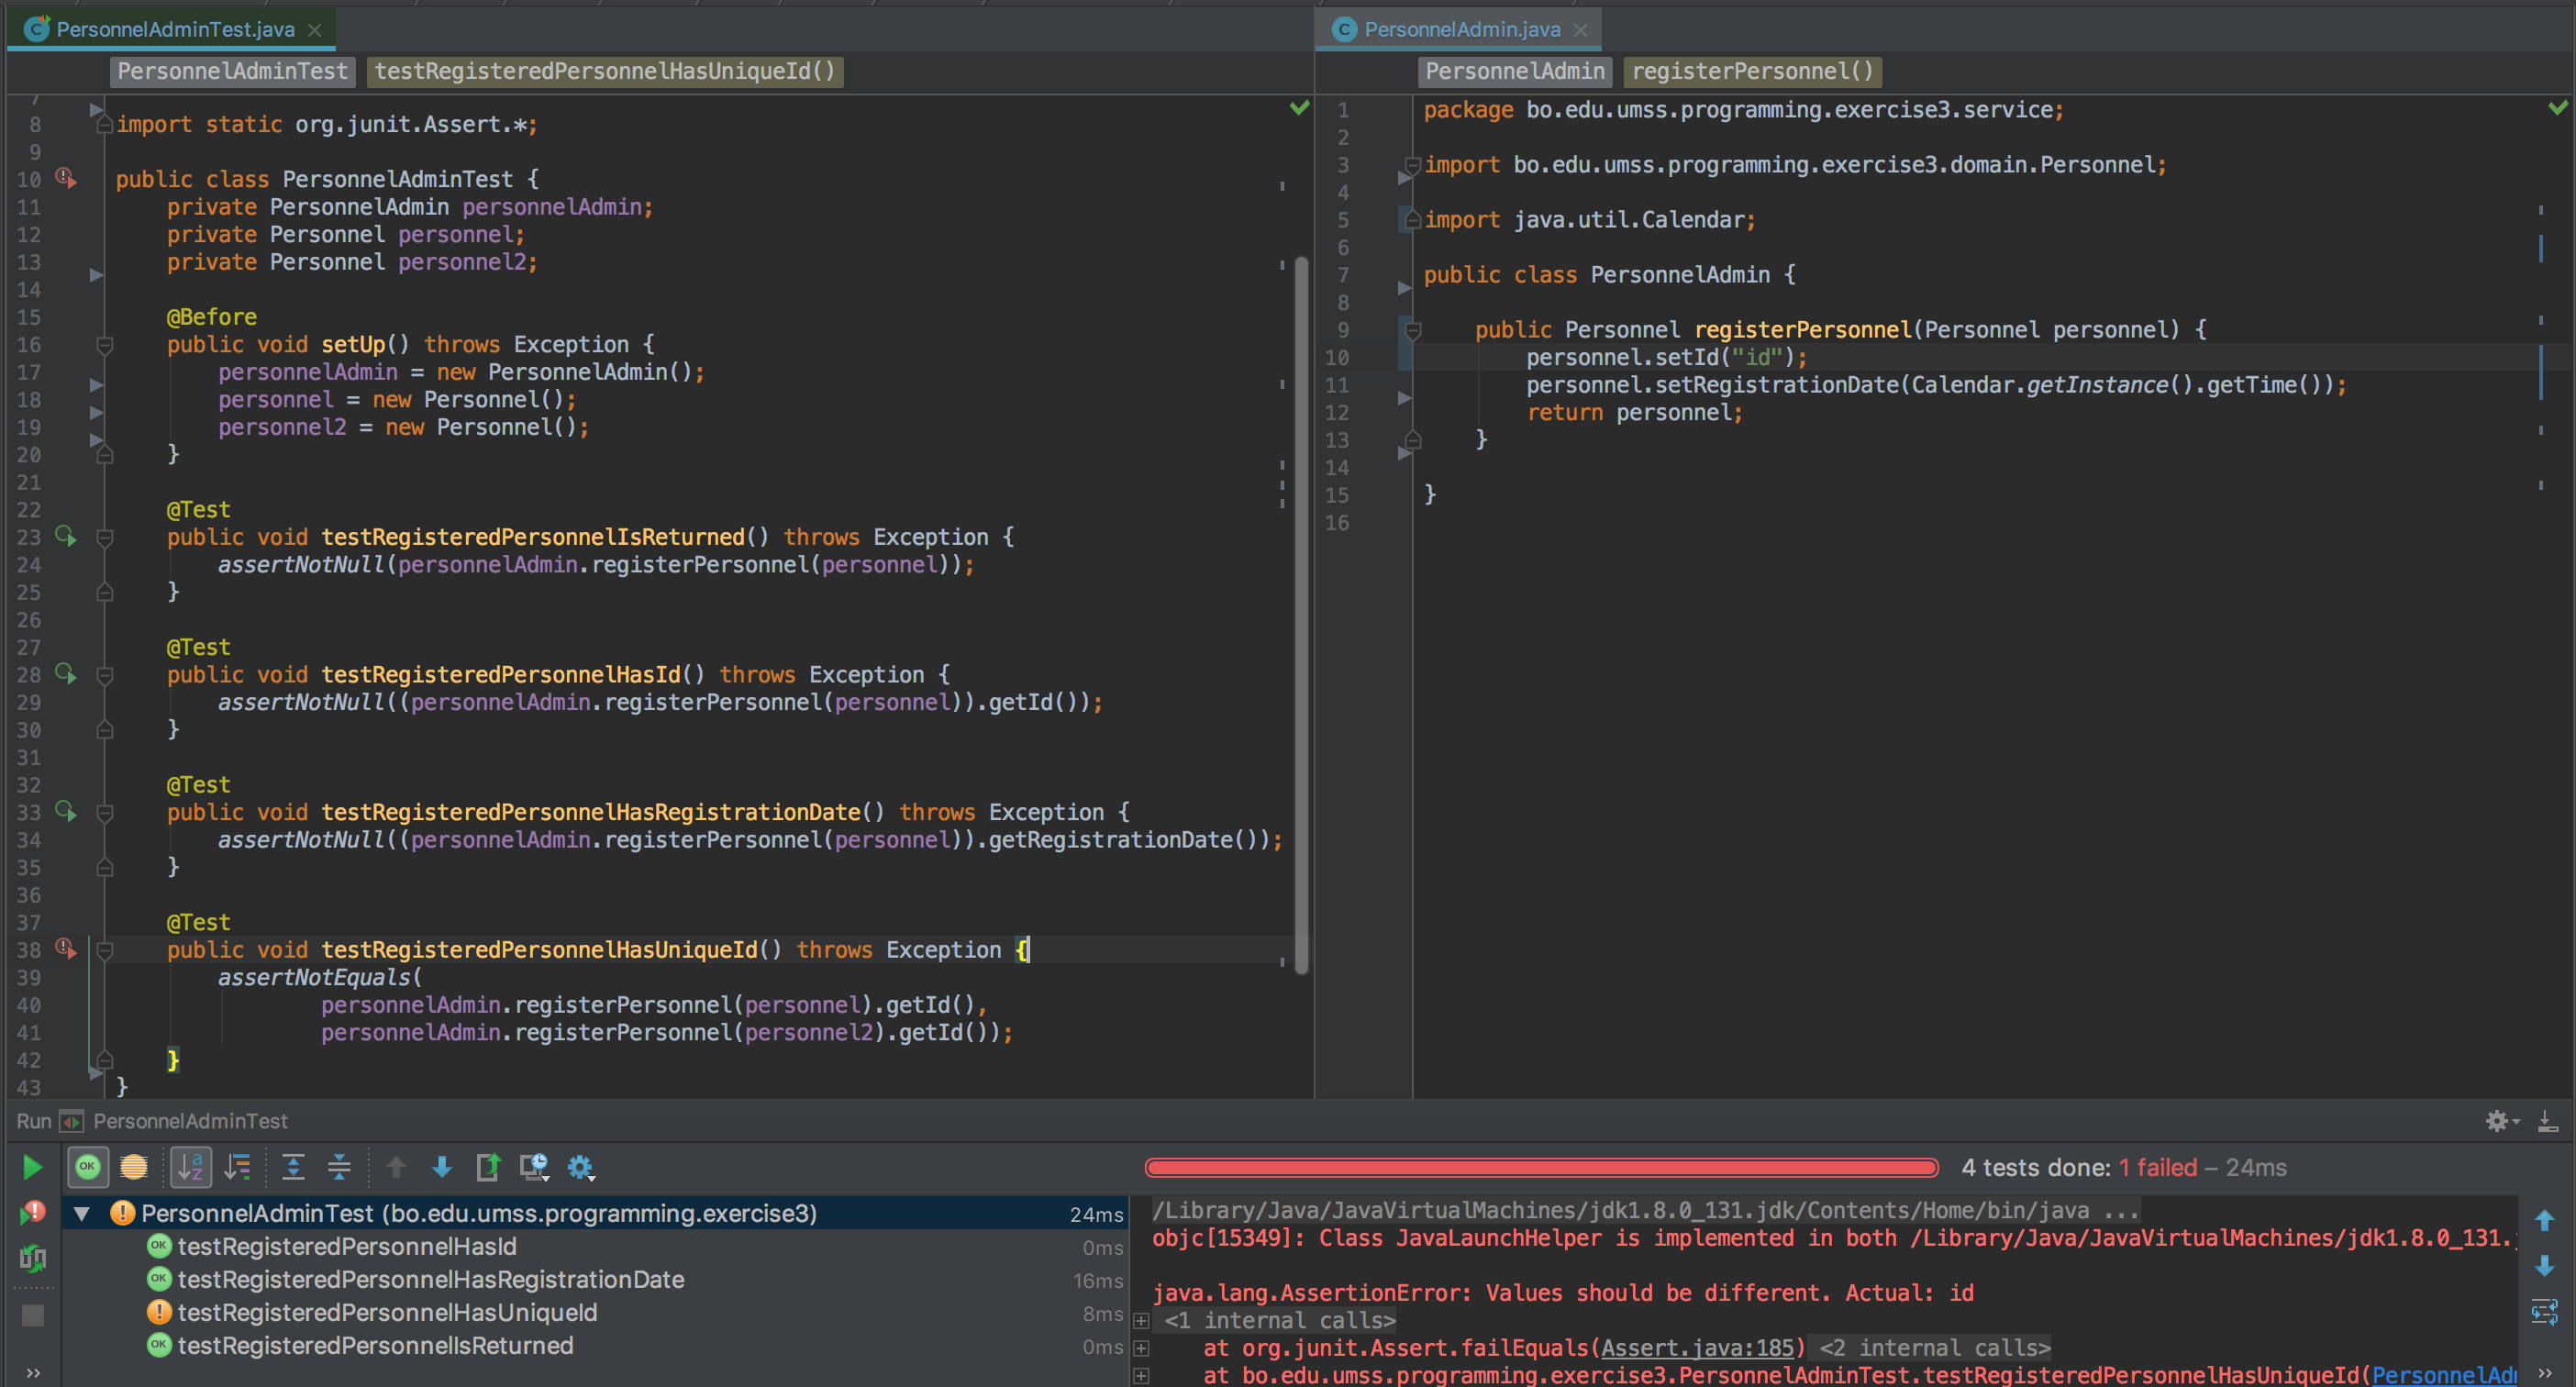 PersonnelAdminTest.java
PersonnelAdminTest testRegisteredPersonnelHasUniqueId()
7
8 import static org.junit.Assert.*;
9
10 public class PersonnelAdminTest {
11 private PersonnelAdmin personnelAdmin;
12 private Personnel personnel;
13 private Personnel personnel2;
14
15 @Before
16 public void setUp() throws Exception {
17 personnelAdmin = new PersonnelAdmin();
18 personnel = new Personnel();
19 personnel2 = new Personnel();
20 }
21
22 @Test
23 public void testRegisteredPersonnelIsReturned() throws Exception {
24 assertNotNull(personnelAdmin.registerPersonnel(personnel));
25 }
26
27 @Test
28 public void testRegisteredPersonnelHasId() throws Exception {
29 assertNotNull((personnelAdmin.registerPersonnel(personnel)).getId());
30 }
31
32 @Test
33 public void testRegisteredPersonnelHasRegistrationDate() throws Exception {
34 assertNotNull((personnelAdmin.registerPersonnel(personnel)).getRegistrationDate());
35 }
36
37 @Test
38 public void testRegisteredPersonnelHasUniqueId() throws Exception {
39 assertNotEquals(
40 personnelAdmin.registerPersonnel(personnel).getId(),
41 personnelAdmin.registerPersonnel(personnel2).getId());
42 }
43 }
PersonnelAdmin.java
PersonnelAdmin registerPersonnel()
1 package bo.edu.umss.programming.exercise3.service;
2
3 import bo.edu.umss.programming.exercise3.domain.Personnel;
4
5 import java.util.Calendar;
6
7 public class PersonnelAdmin {
8
9 public Personnel registerPersonnel(Personnel personnel) {
10 personnel.setId("id");
11 personnel.setRegistrationDate(Calendar.getInstance().getTime());
12 return personnel;
13 }
14
15 }
16
Run PersonnelAdminTest
4 tests done: 1 failed – 24ms
PersonnelAdminTest (bo.edu.umss.programming.exercise3) 24ms
OK testRegisteredPersonnelHasId 0ms
OK testRegisteredPersonnelHasRegistrationDate 16ms
testRegisteredPersonnelHasUniqueId 8ms
OK testRegisteredPersonnelIsReturned 0ms
/Library/Java/JavaVirtualMachines/jdk1.8.0_131.jdk/Contents/Home/bin/java ...
objc[15349]: Class JavaLaunchHelper is implemented in both /Library/Java/JavaVirtualMachines/jdk1.8.0_131.
java.lang.AssertionError: Values should be different. Actual: id
<1 internal calls>
at org.junit.Assert.failEquals(Assert.java:185) <2 internal calls>
at bo.edu.umss.programming.exercise3.PersonnelAdminTest.testRegisteredPersonnelHasUniqueId(PersonnelAd